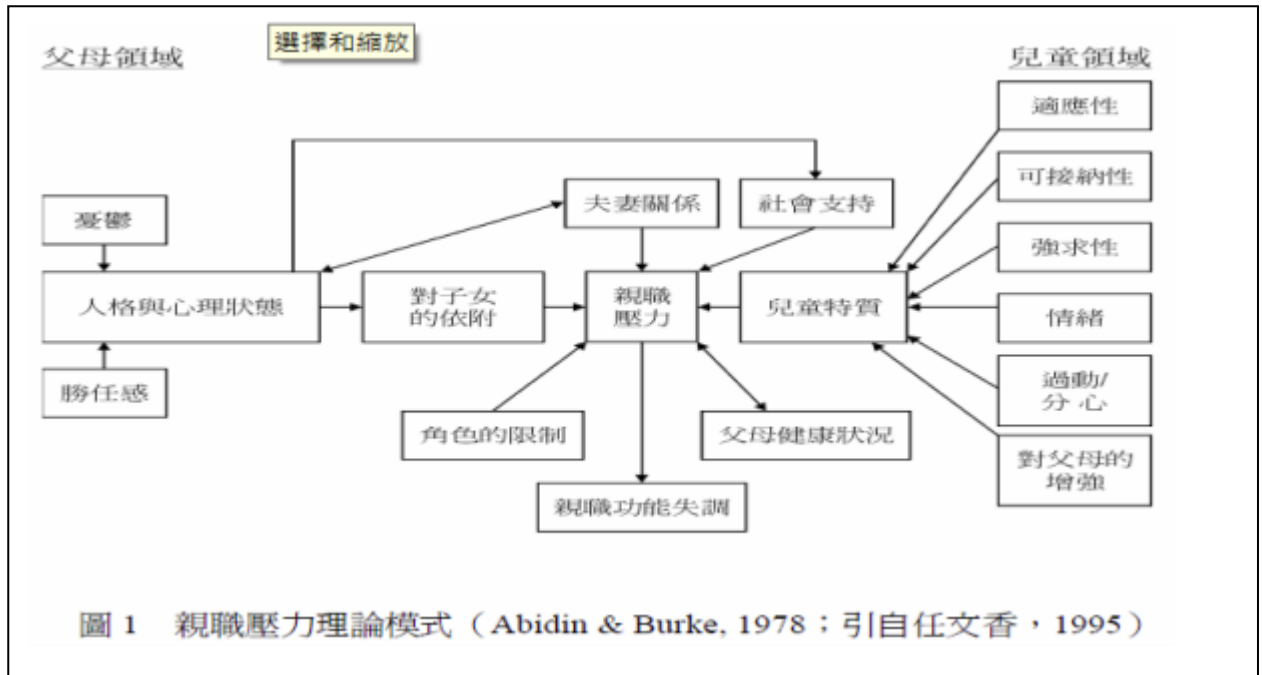 選擇和縮放
父母領域
兒童領域
適應性
可接納性
夫妻關係
社會支持
憂鬱
強求性
人格與心理狀態
對子女
的依附
親職
壓力
兒童特質
情緒
勝任感
過動/
分心
角色的限制
父母健康狀況
對父母的
增強
親職功能失調
圖 1 親職壓力理論模式（Abidin & Burke, 1978；引自任文香，1995）